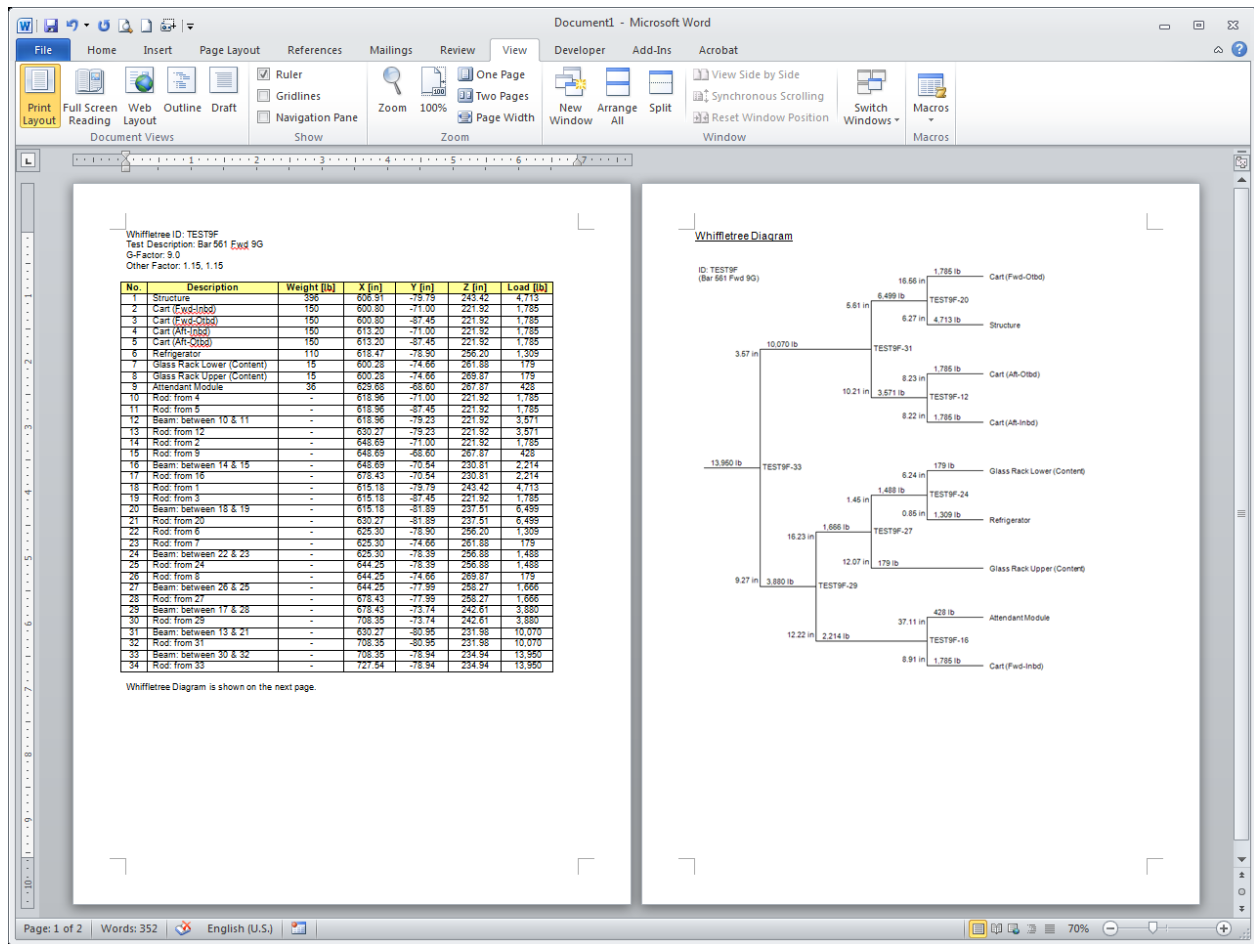 Document1 - Microsoft Word
File Home Insert Page Layout References Mailings Review View Developer Add-Ins Acrobat
Print Layout
Full Screen Reading
Web Layout
Outline
Draft
Document Views
Ruler
Gridlines
Navigation Pane
Show
Zoom
100%
One Page
Two Pages
Page Width
Zoom
New Window
Arrange All
Split
View Side by Side
Synchronous Scrolling
Reset Window Position
Window
Switch Windows
Macros
Macros
Whiffletree ID: TEST9F
Test Description: Bar 561 Fwd 9G
G-Factor: 9.0
Other Factor: 1.15, 1.15
No. Description Weight [lb] X [in] Y [in] Z [in] Load [lb]
1 Structure 396 606.91 -79.79 243.42 4,713
2 Cart (Fwd-Inbd) 150 600.80 -71.00 221.92 1,785
3 Cart (Fwd-Otbd) 150 600.80 -87.45 221.92 1,785
4 Cart (Aft-Inbd) 150 613.20 -71.00 221.92 1,785
5 Cart (Aft-Otbd) 150 613.20 -87.45 221.92 1,785
6 Refrigerator 110 618.47 -78.90 256.20 1,309
7 Glass Rack Lower (Content) 15 600.28 -74.66 261.88 179
8 Glass Rack Upper (Content) 15 600.28 -74.66 269.87 179
9 Attendant Module 36 629.68 -68.60 267.87 428
10 Rod: from 4 - 618.96 -71.00 221.92 1,785
11 Rod: from 5 - 618.96 -87.45 221.92 1,785
12 Beam: between 10 & 11 - 618.96 -79.23 221.92 3,571
13 Rod: from 12 - 630.27 -79.23 221.92 3,571
14 Rod: from 2 - 648.69 -71.00 221.92 1,785
15 Rod: from 9 - 648.69 -68.60 267.87 428
16 Beam: between 14 & 15 - 648.69 -70.54 230.81 2,214
17 Rod: from 16 - 678.43 -70.54 230.81 2,214
18 Rod: from 1 - 615.18 -79.79 243.42 4,713
19 Rod: from 3 - 615.18 -87.45 221.92 1,785
20 Beam: between 18 & 19 - 615.18 -81.89 237.51 6,499
21 Rod: from 20 - 630.27 -81.89 237.51 6,499
22 Rod: from 6 - 625.30 -78.90 256.20 1,309
23 Rod: from 7 - 625.30 -74.66 261.88 179
24 Beam: between 22 & 23 - 625.30 -78.39 256.88 1,488
25 Rod: from 24 - 644.25 -78.39 256.88 1,488
26 Rod: from 8 - 644.25 -74.66 269.87 179
27 Beam: between 26 & 25 - 644.25 -77.99 258.27 1,666
28 Rod: from 27 - 678.43 -77.99 258.27 1,666
29 Beam: between 17 & 28 - 678.43 -73.74 242.61 3,880
30 Rod: from 29 - 708.35 -73.74 242.61 3,880
31 Beam: between 13 & 21 - 630.27 -80.95 231.98 10,070
32 Rod: from 31 - 708.35 -80.95 231.98 10,070
33 Beam: between 30 & 32 - 708.35 -78.94 234.94 13,950
34 Rod: from 33 - 727.54 -78.94 234.94 13,950
Whiffletree Diagram is shown on the next page.
Whiffletree Diagram
ID: TEST9F
(Bar 561 Fwd 9G)
1,785 lb
16.66 in
Cart (Fwd-Otbd)
6,499 lb
5.61 in
TEST9F-20
6.27 in
4,713 lb
Structure
10,070 lb
3.57 in
TEST9F-31
1,785 lb
8.23 in
Cart (Aft-Otbd)
10.21 in
3,571 lb
TEST9F-12
8.22 in
1,785 lb
Cart (Aft-Inbd)
13,950 lb
TEST9F-33
179 lb
6.24 in
Glass Rack Lower (Content)
1,488 lb
1.45 in
TEST9F-24
0.85 in
1,309 lb
Refrigerator
1,666 lb
16.23 in
TEST9F-27
12.07 in
179 lb
Glass Rack Upper (Content)
9.27 in
3,880 lb
TEST9F-29
428 lb
37.11 in
Attendant Module
12.22 in
2,214 lb
TEST9F-16
8.91 in
1,785 lb
Cart (Fwd-Inbd)
Page: 1 of 2 Words: 352 English (U.S.) 70%